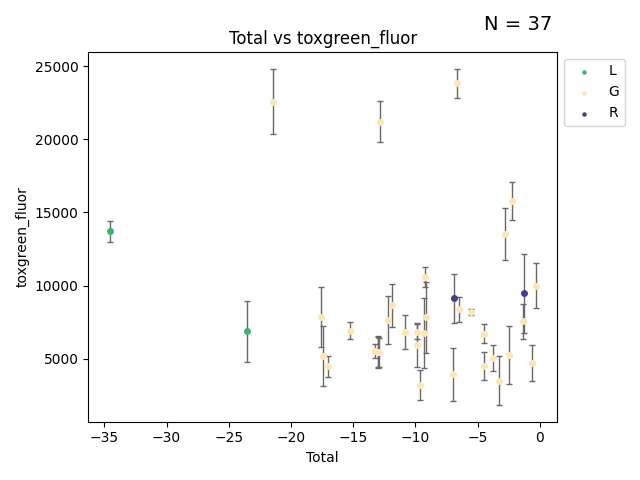 N = 37
Total vs toxgreen_fluor
25000
20000
15000
10000
5000
toxgreen_fluor
−35
−30
−25
−20
−15
−10
−5
0
Total
L
G
R